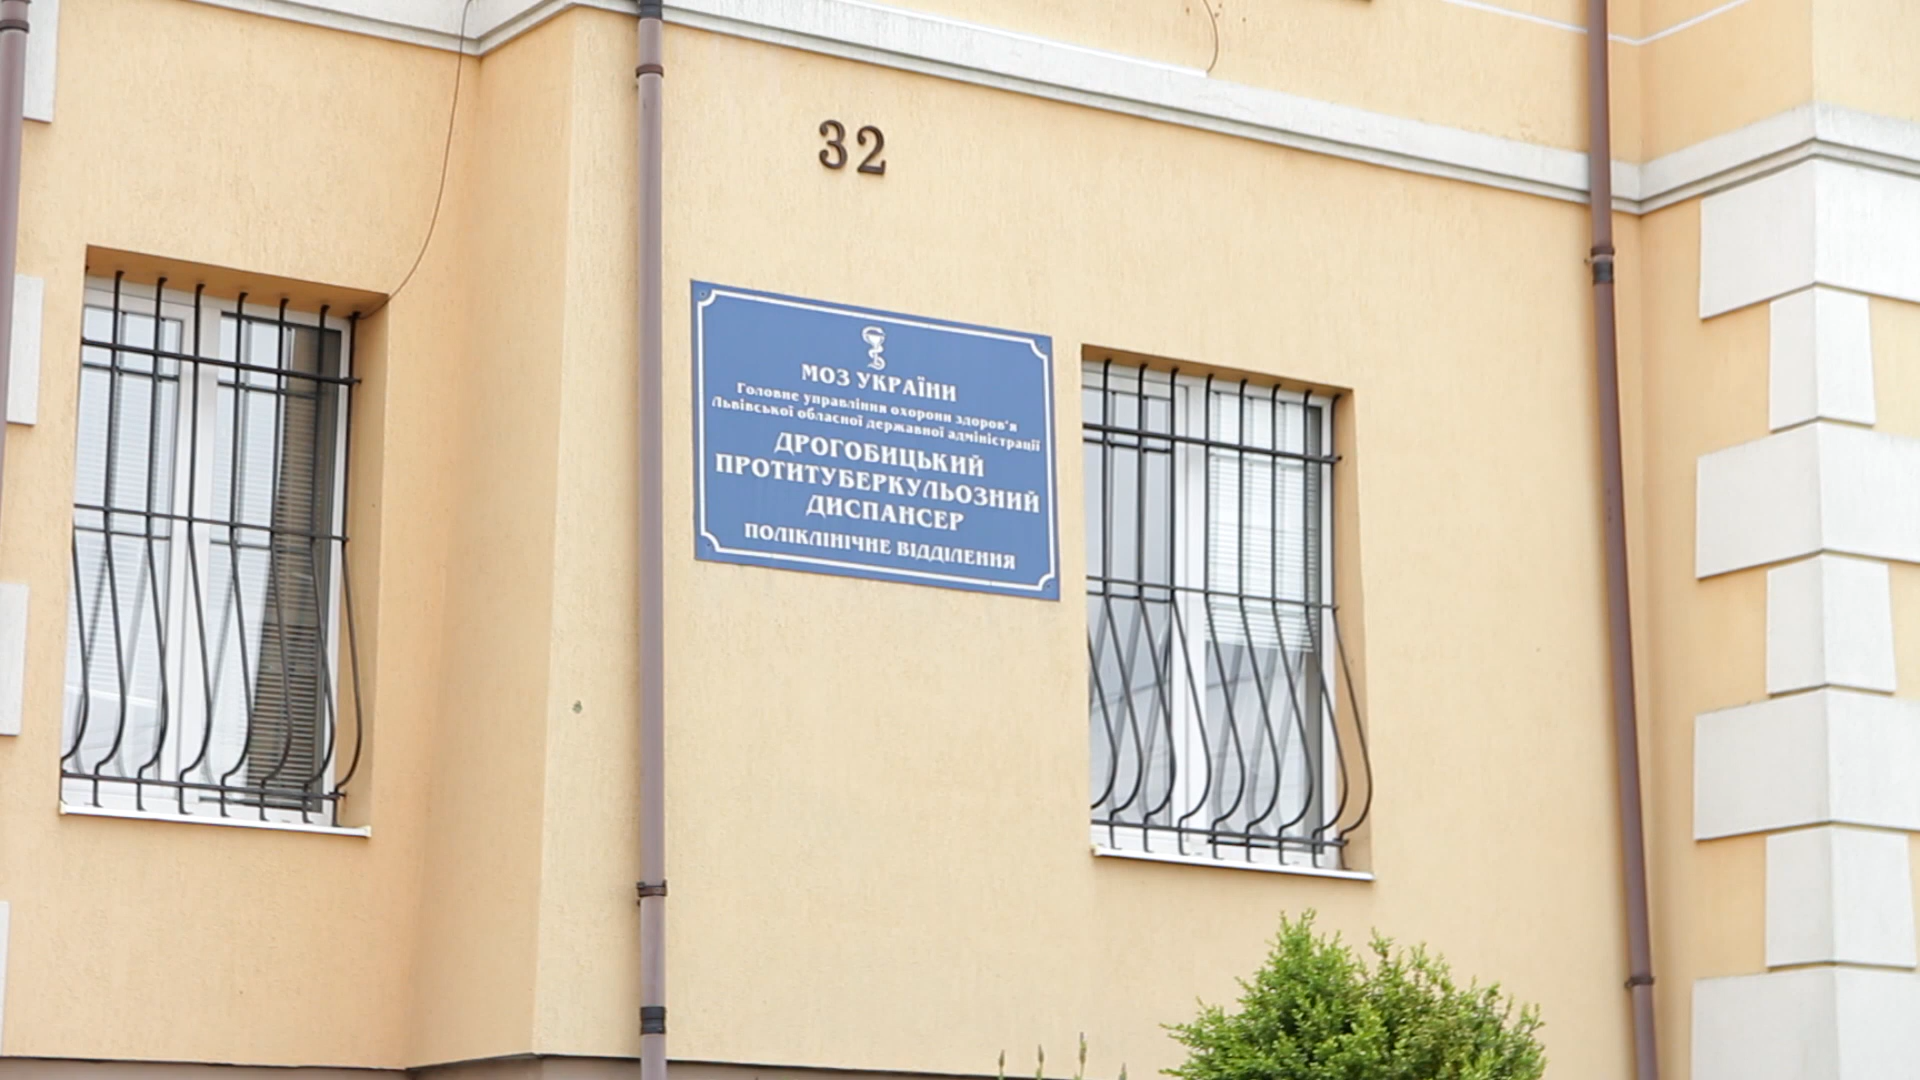 32
МОЗ УКРАЇНИ
Головне управління охорони здоров'я
Львівської обласної державної адміністрації
ДРОГОБИЦЬКИЙ
ПРОТИТУБЕРКУЛЬОЗНИЙ
ДИСПАНСЕР
ПОЛІКЛІНІЧНЕ ВІДДІЛЕННЯ